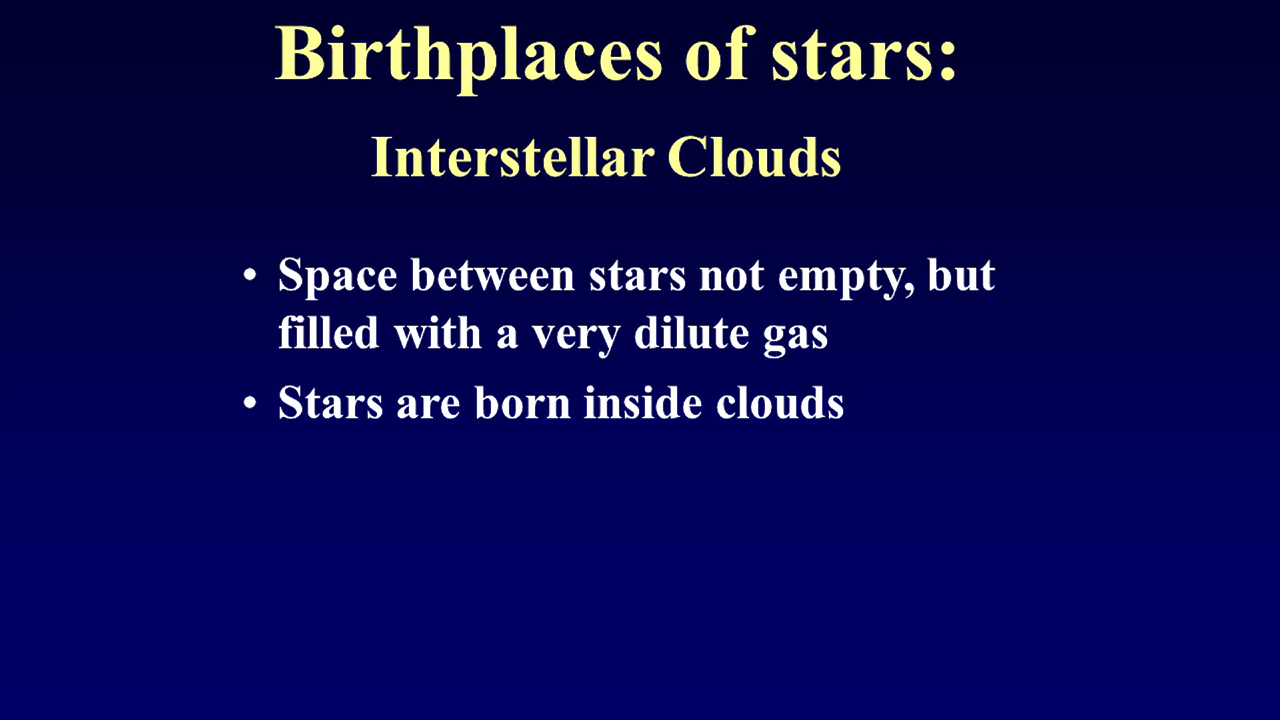 Birthplaces of stars:
Interstellar Clouds
• Space between stars not empty, but
filled with a very dilute gas
• Stars are born inside clouds